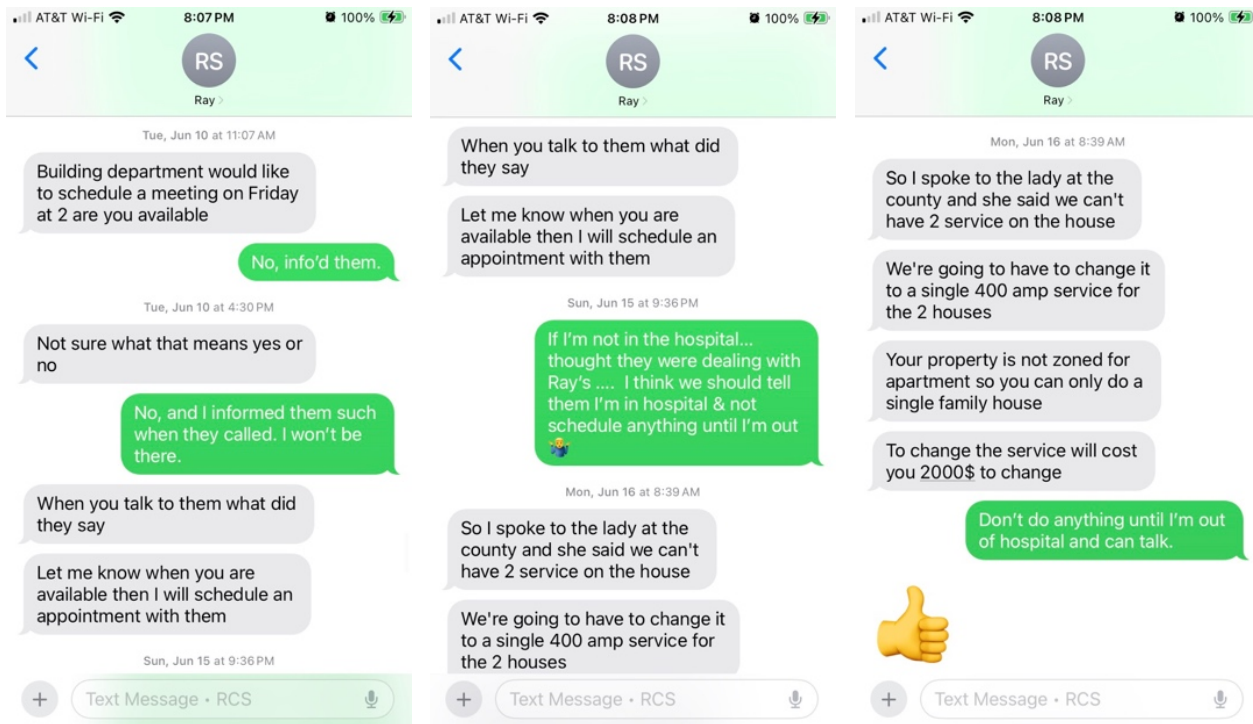 AT&T Wi-Fi 8:07 PM 100%
RS
Ray
Tue, Jun 10 at 11:07 AM
Building department would like
to schedule a meeting on Friday
at 2 are you available
No, info'd them.
Tue, Jun 10 at 4:30 PM
Not sure what that means yes or
no
No, and I informed them such
when they called. I won't be
there.
When you talk to them what did
they say
Let me know when you are
available then I will schedule an
appointment with them
Sun, Jun 15 at 9:36 PM
Text Message • RCS
AT&T Wi-Fi 8:08 PM 100%
RS
Ray
When you talk to them what did
they say
Let me know when you are
available then I will schedule an
appointment with them
Sun, Jun 15 at 9:36 PM
If I'm not in the hospital...
thought they were dealing with
Ray's .... I think we should tell
them I'm in hospital & not
schedule anything until I'm out
🤷‍♂️
Mon, Jun 16 at 8:39 AM
So I spoke to the lady at the
county and she said we can't
have 2 service on the house
We're going to have to change it
to a single 400 amp service for
the 2 houses
Text Message • RCS
AT&T Wi-Fi 8:08 PM 100%
RS
Ray
Mon, Jun 16 at 8:39 AM
So I spoke to the lady at the
county and she said we can't
have 2 service on the house
We're going to have to change it
to a single 400 amp service for
the 2 houses
Your property is not zoned for
apartment so you can only do a
single family house
To change the service will cost
you 2000$ to change
Don't do anything until I'm out
of hospital and can talk.
👍
Text Message • RCS